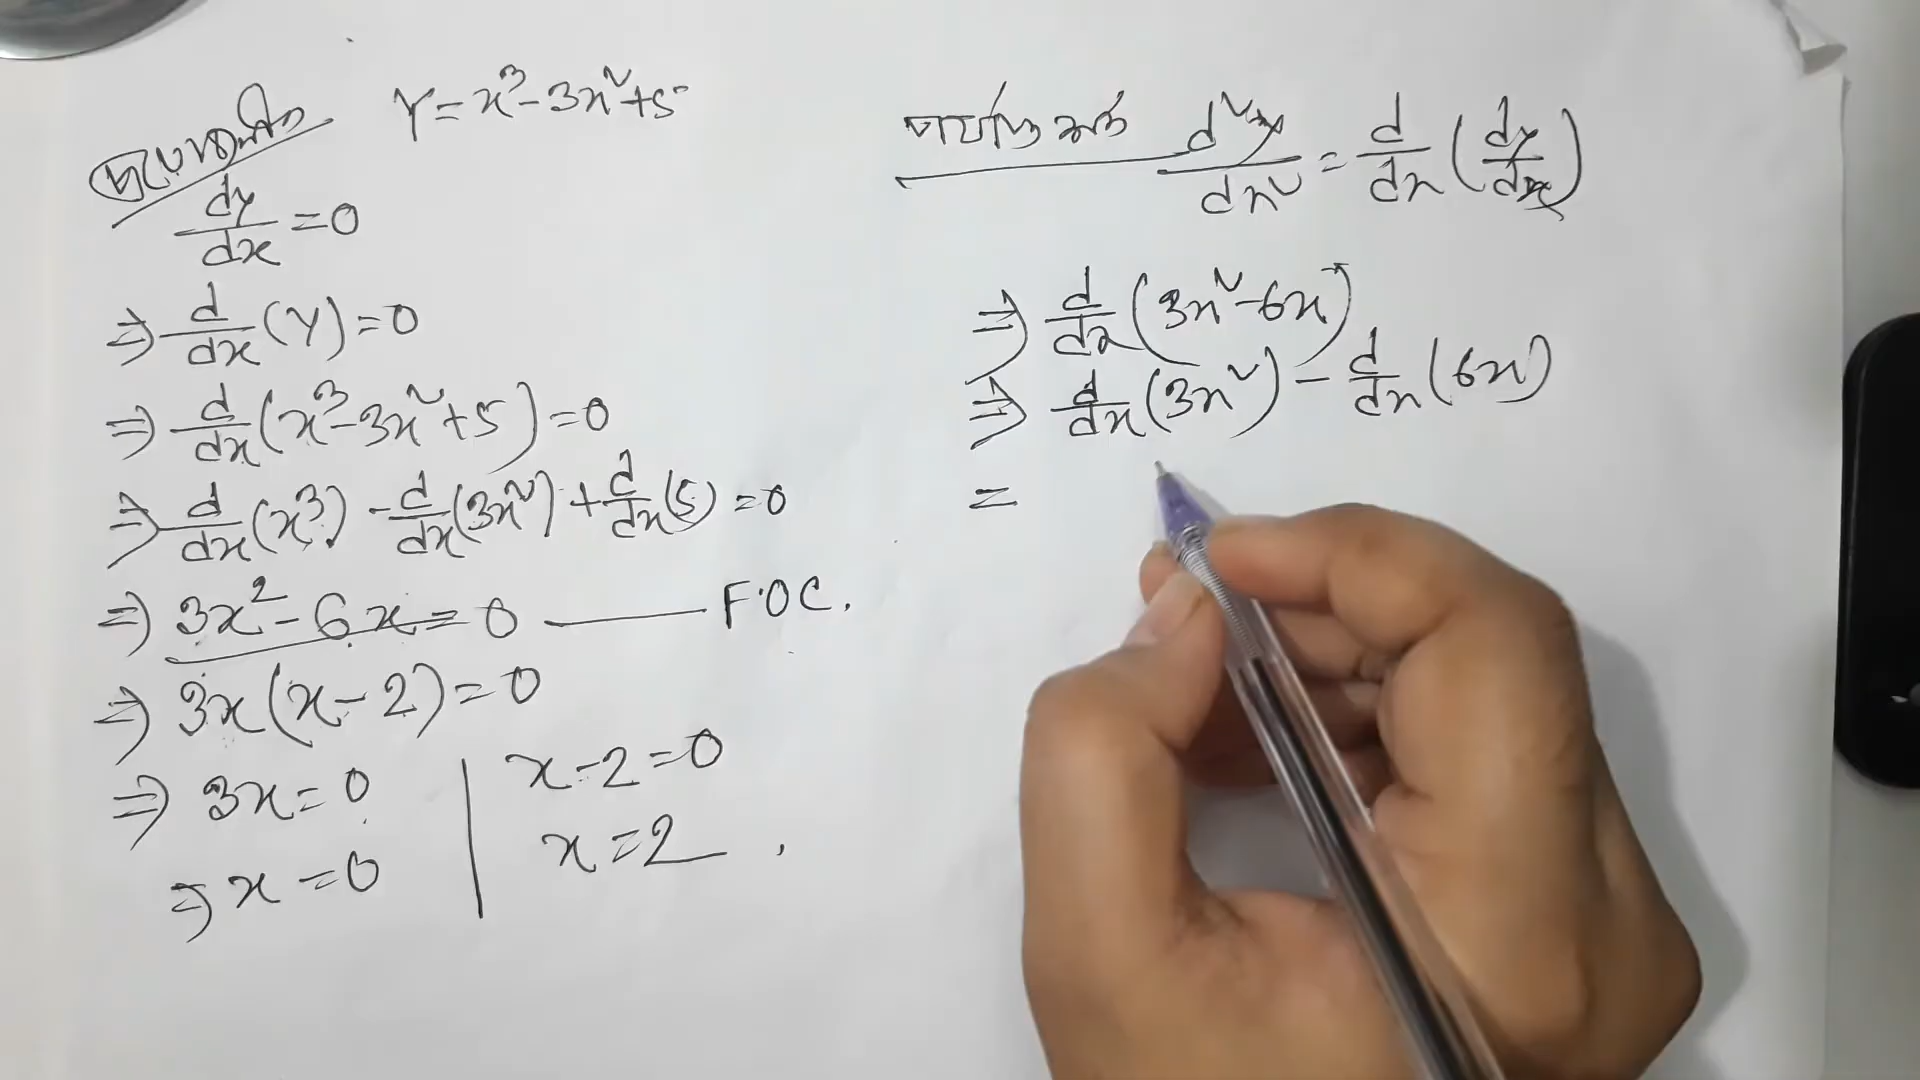 Y = x³ - 3x² + 5
dy/dx = 0
⇒ d/dx (Y) = 0
⇒ d/dx (x³ - 3x² + 5) = 0
⇒ d/dx (x³) - d/dx (3x²) + d/dx (5) = 0
⇒ 3x² - 6x = 0 —— F.O.C.
⇒ 3x (x - 2) = 0
⇒ 3x = 0 | x - 2 = 0
⇒ x = 0 | x = 2
পর্যাপ্ত শর্ত d²y/dx² = d/dx (dy/dx)
⇒ d/dx (3x² - 6x)
⇒ d/dx (3x²) - d/dx (6x)
=